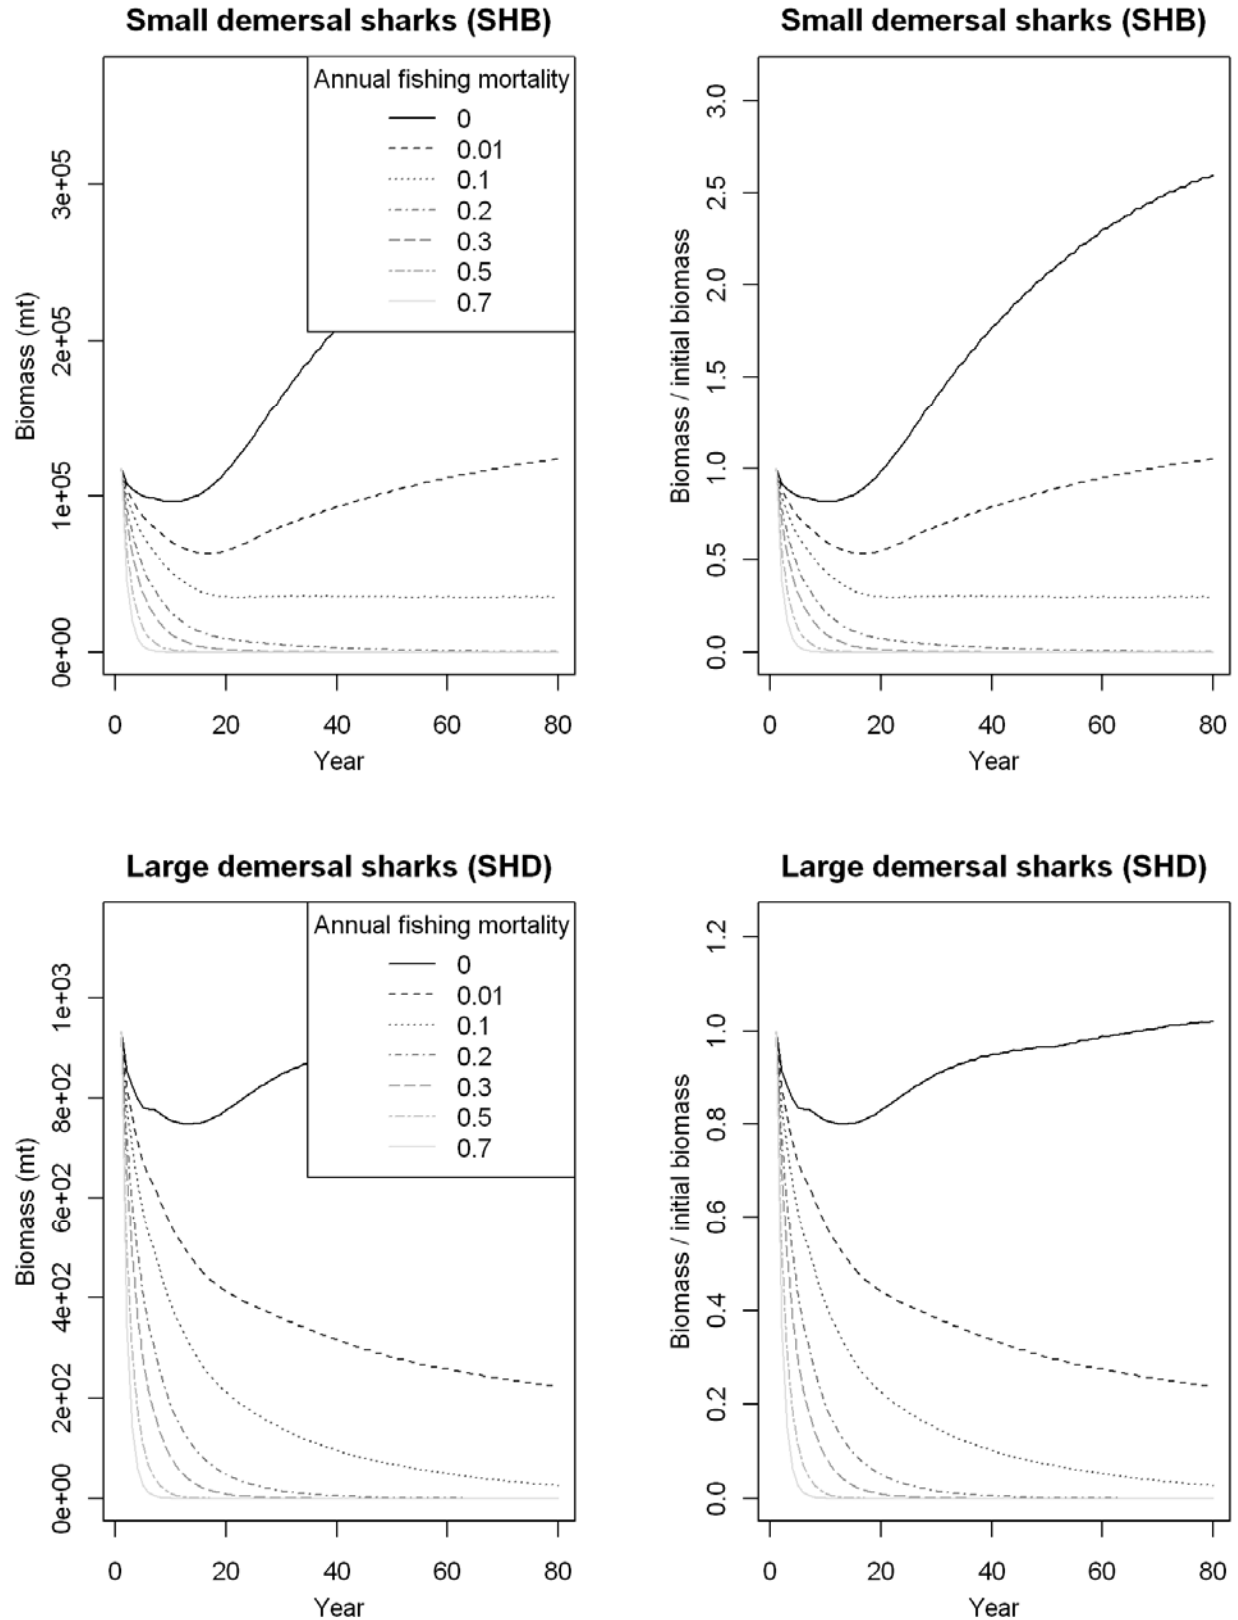 Small demersal sharks (SHB)
Biomass (mt)
3e+05
2e+05
1e+05
0e+00
Annual fishing mortality
0
0.01
0.1
0.2
0.3
0.5
0.7
0 20 40 60 80
Year
Small demersal sharks (SHB)
Biomass / initial biomass
3.0
2.5
2.0
1.5
1.0
0.5
0.0
0 20 40 60 80
Year
Large demersal sharks (SHD)
Biomass (mt)
1e+03
8e+02
6e+02
4e+02
2e+02
0e+00
Annual fishing mortality
0
0.01
0.1
0.2
0.3
0.5
0.7
0 20 40 60 80
Year
Large demersal sharks (SHD)
Biomass / initial biomass
1.2
1.0
0.8
0.6
0.4
0.2
0.0
0 20 40 60 80
Year